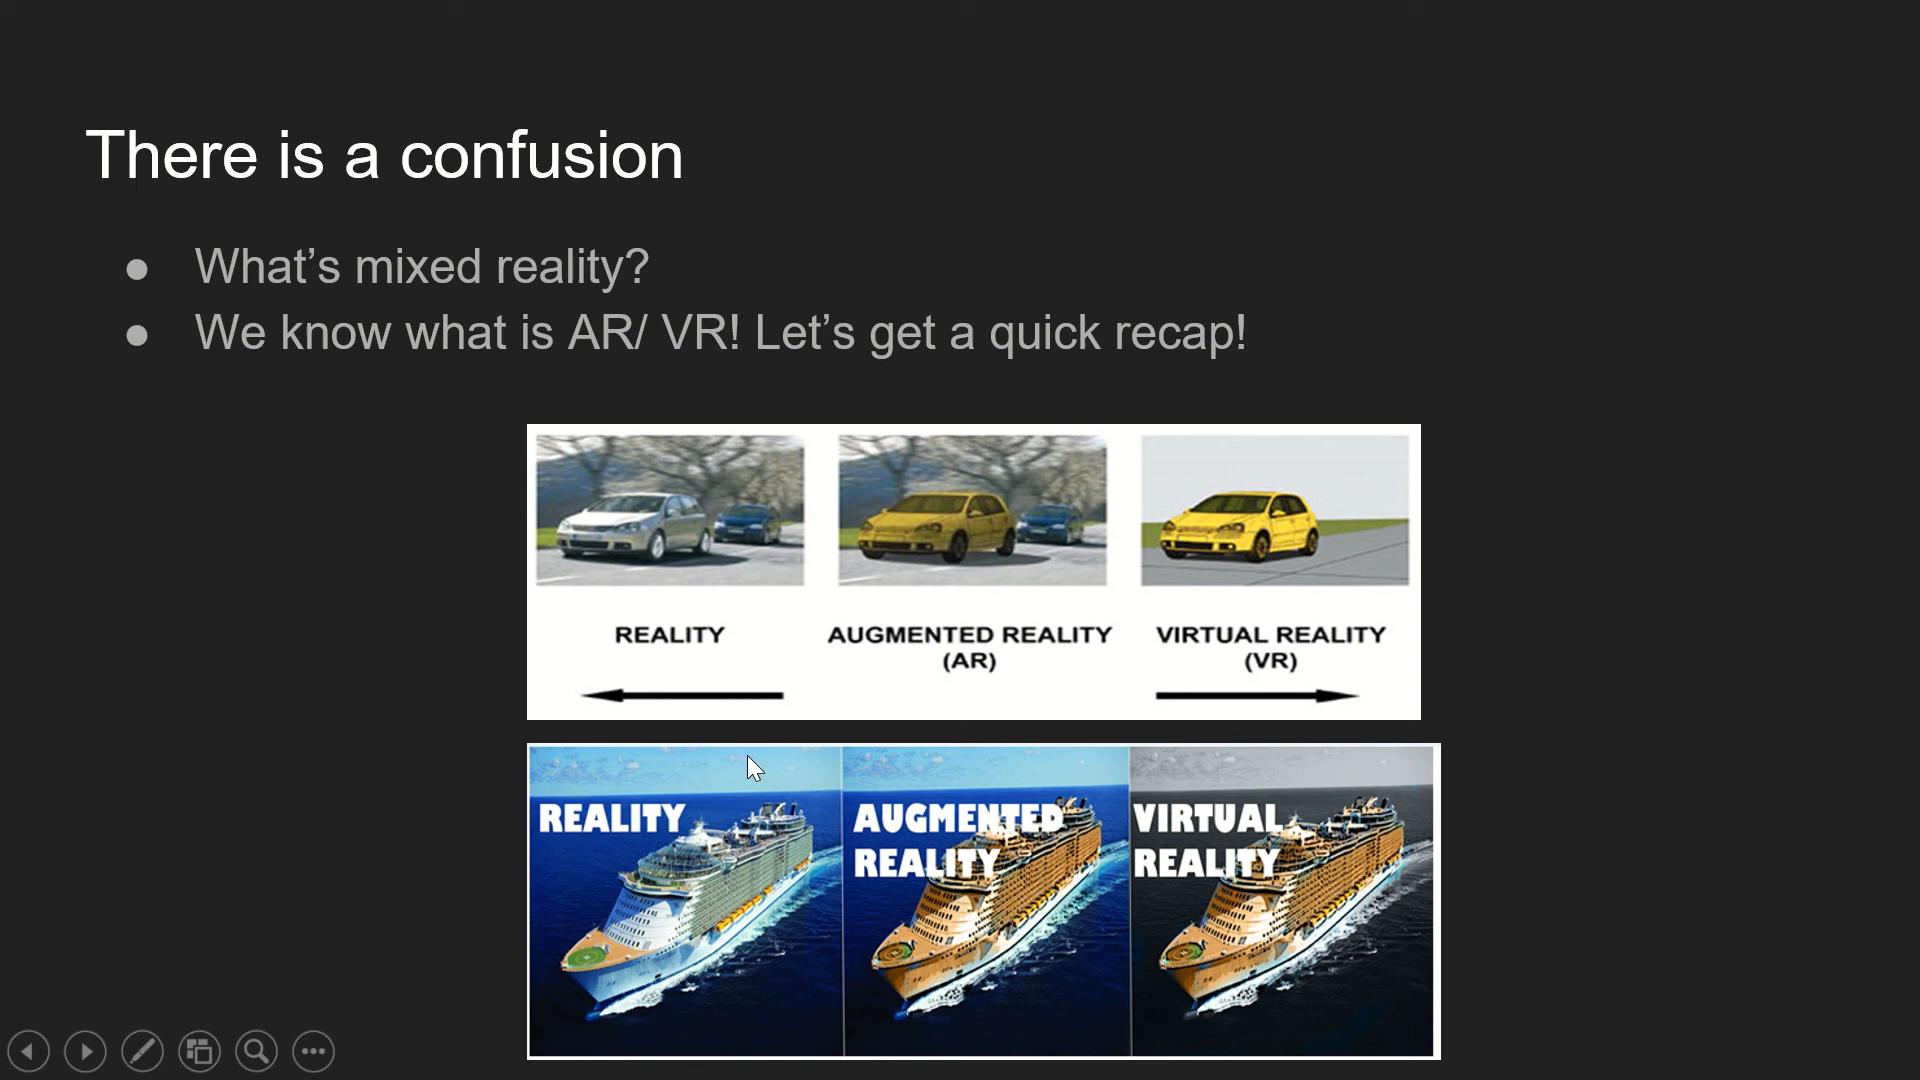 There is a confusion
● What’s mixed reality?
● We know what is AR/ VR! Let’s get a quick recap!
REALITY
AUGMENTED REALITY
(AR)
VIRTUAL REALITY
(VR)
REALITY
AUGMENTED
REALITY
VIRTUAL
REALITY